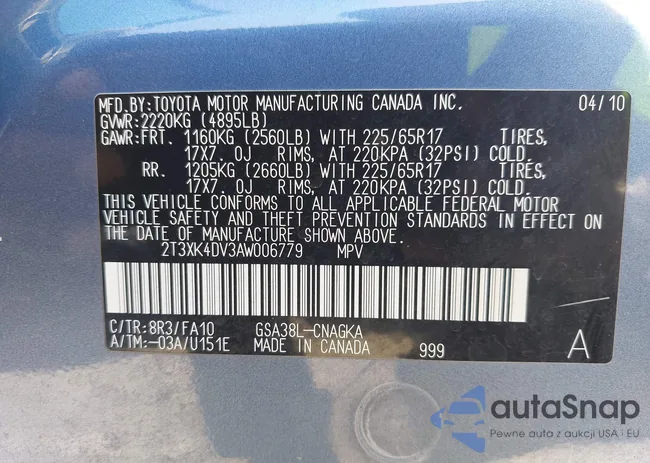 MFD.BY:TOYOTA MOTOR MANUFACTURING CANADA INC. 04/10
GVWR:2220KG (4895LB)
GAWR:FRT. 1160KG (2560LB) WITH 225/65R17 TIRES,
17X7.0J RIMS, AT 220KPA (32PSI) COLD.
RR. 1205KG (2660LB) WITH 225/65R17 TIRES,
17X7.0J RIMS, AT 220KPA (32PSI) COLD.
THIS VEHICLE CONFORMS TO ALL APPLICABLE FEDERAL MOTOR
VEHICLE SAFETY AND THEFT PREVENTION STANDARDS IN EFFECT ON
THE DATE OF MANUFACTURE SHOWN ABOVE.
2T3XK4DV3AW006779 MPV
C/TR:8R3/FA10 GSA38L-CNAGKA
A/TM:-03A/U151E MADE IN CANADA 999 A
autaSnap
Pewne auta z aukcji USA i EU